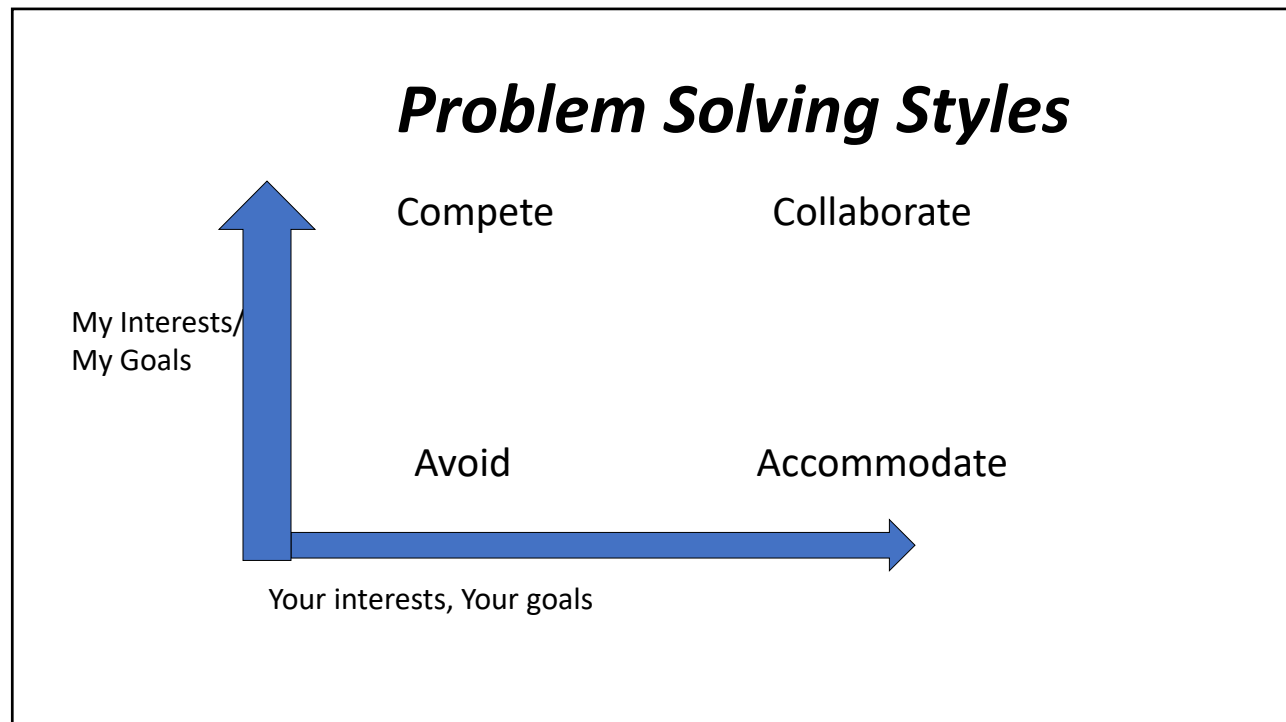 Problem Solving Styles
Compete
Collaborate
My Interests/
My Goals
Avoid
Accommodate
Your interests, Your goals